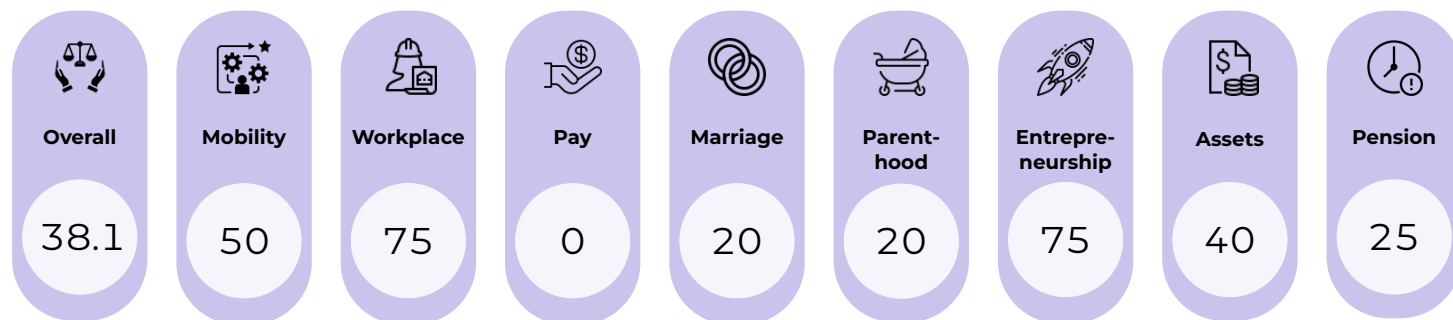 $
$
Overall
Mobility
Workplace
Pay
Marriage
Parent-
hood
Entrepre-
neurship
Assets
Pension
38.1
50
75
0
20
20
75
40
25